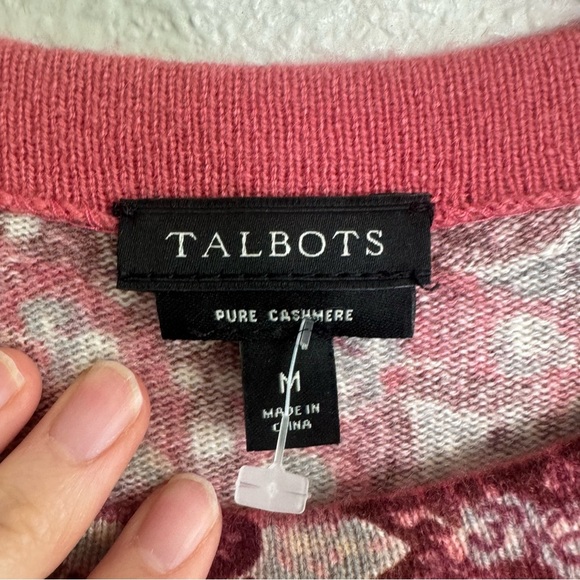 TALBOTS
PURE CASHMERE
M
MADE IN
CHINA